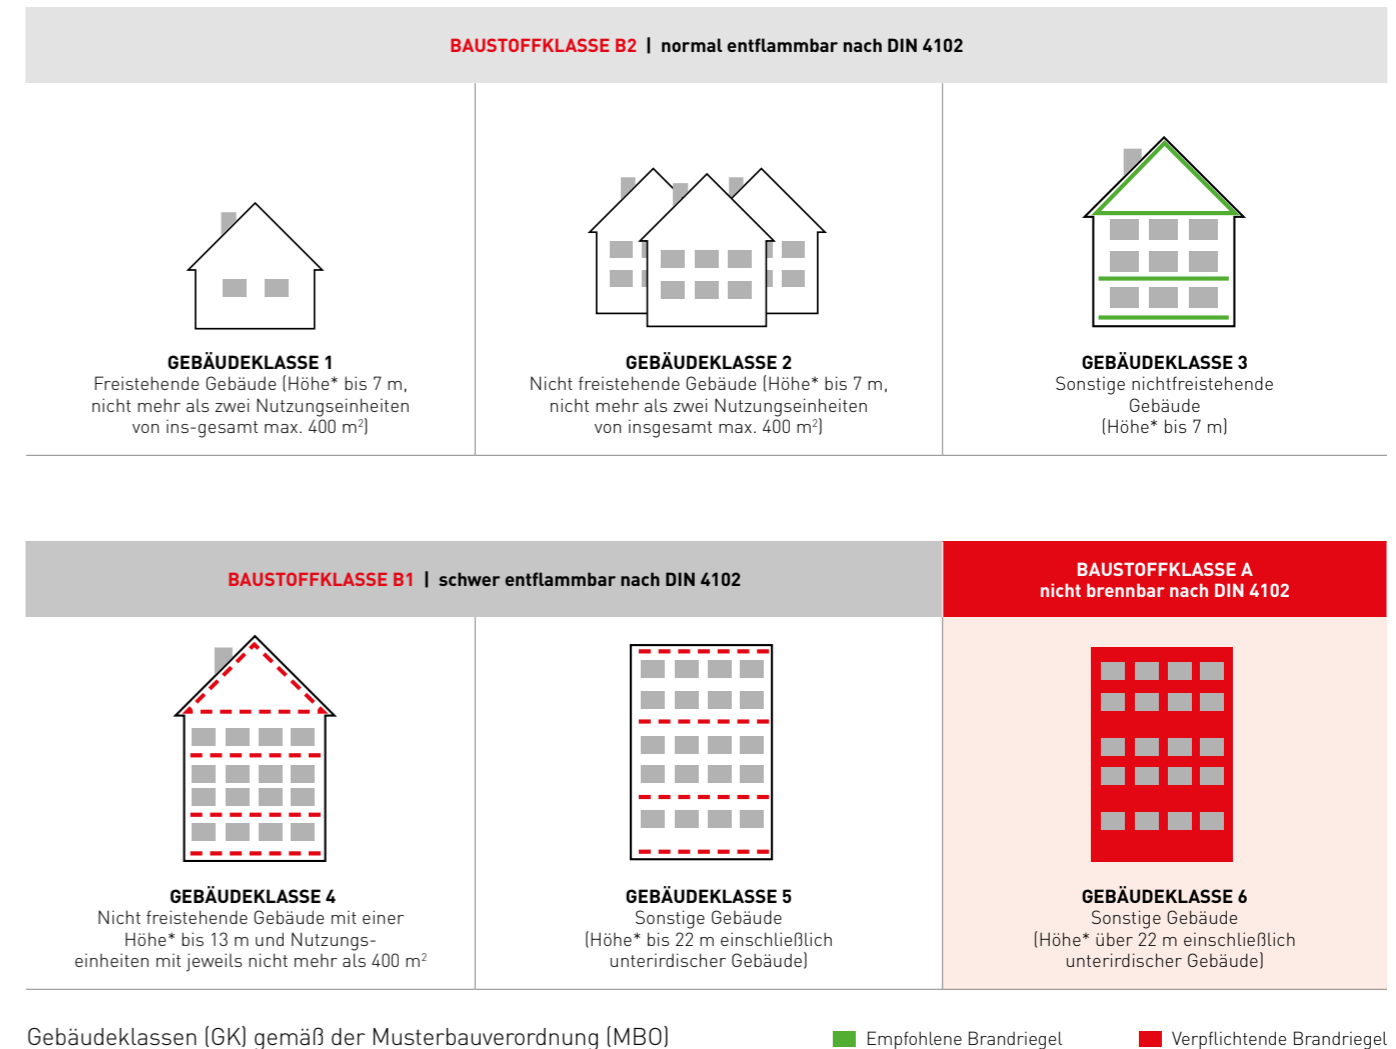 BAUSTOFFKLASSE B2 | normal entflammbar nach DIN 4102
GEBÄUDEKLASSE 1
Freistehende Gebäude (Höhe* bis 7 m,
nicht mehr als zwei Nutzungseinheiten
von ins-gesamt max. 400 m²)
GEBÄUDEKLASSE 2
Nicht freistehende Gebäude (Höhe* bis 7 m,
nicht mehr als zwei Nutzungseinheiten
von insgesamt max. 400 m²)
GEBÄUDEKLASSE 3
Sonstige nichtfreistehende
Gebäude
(Höhe* bis 7 m)
BAUSTOFFKLASSE B1 | schwer entflammbar nach DIN 4102
BAUSTOFFKLASSE A
nicht brennbar nach DIN 4102
GEBÄUDEKLASSE 4
Nicht freistehende Gebäude mit einer
Höhe* bis 13 m und Nutzungs-
einheiten mit jeweils nicht mehr als 400 m²
GEBÄUDEKLASSE 5
Sonstige Gebäude
(Höhe* bis 22 m einschließlich
unterirdischer Gebäude)
GEBÄUDEKLASSE 6
Sonstige Gebäude
(Höhe* über 22 m einschließlich
unterirdischer Gebäude)
Gebäudeklassen (GK) gemäß der Musterbauverordnung (MBO)
Empfohlene Brandriegel
Verpflichtende Brandriegel